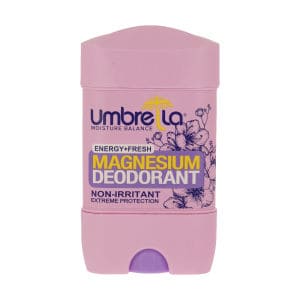 Umbrella
MOISTURE BALANCE
ENERGY+FRESH
MAGNESIUM
DEODORANT
NON-IRRITANT
EXTREME PROTECTION